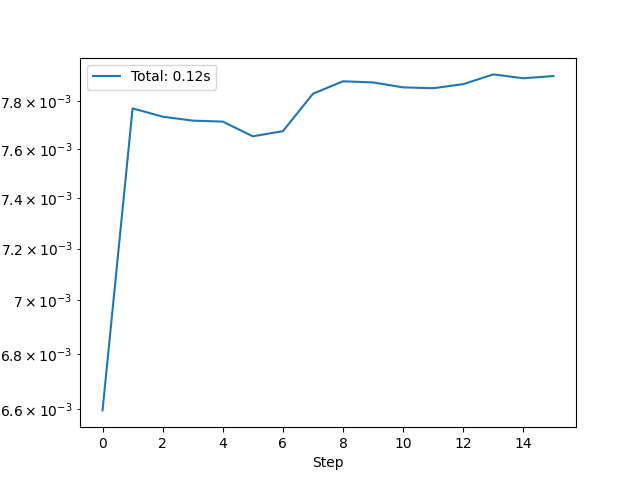 Total: 0.12s
7.8 × 10⁻³
7.6 × 10⁻³
7.4 × 10⁻³
7.2 × 10⁻³
7 × 10⁻³
6.8 × 10⁻³
6.6 × 10⁻³
0 2 4 6 8 10 12 14
Step